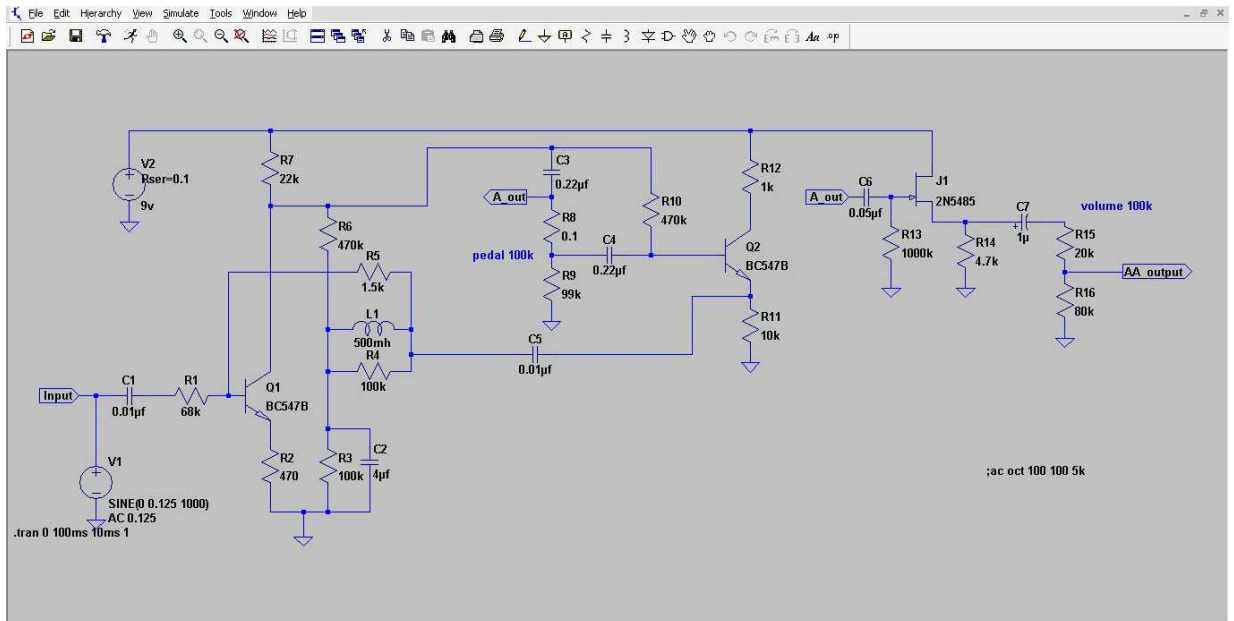 File Edit Hierarchy View Simulate Tools Window Help
Aa .op
V2
Rser=0.1
9v
R7
22k
R6
470k
R5
1.5k
L1
500mh
R4
100k
Input
C1
0.01µf
R1
68k
Q1
BC547B
R2
470
R3
100k
C2
4µf
V1
SINE(0 0.125 1000)
AC 0.125
.tran 0 100ms 10ms 1
C3
0.22µf
A_out
R8
0.1
pedal 100k
R9
99k
C4
0.22µf
R10
470k
C5
0.01µf
R12
1k
Q2
BC547B
R11
10k
A_out
C6
0.05µf
R13
1000k
J1
2N5485
R14
4.7k
C7
1µ
volume 100k
R15
20k
AA_output
R16
80k
;ac oct 100 100 5k